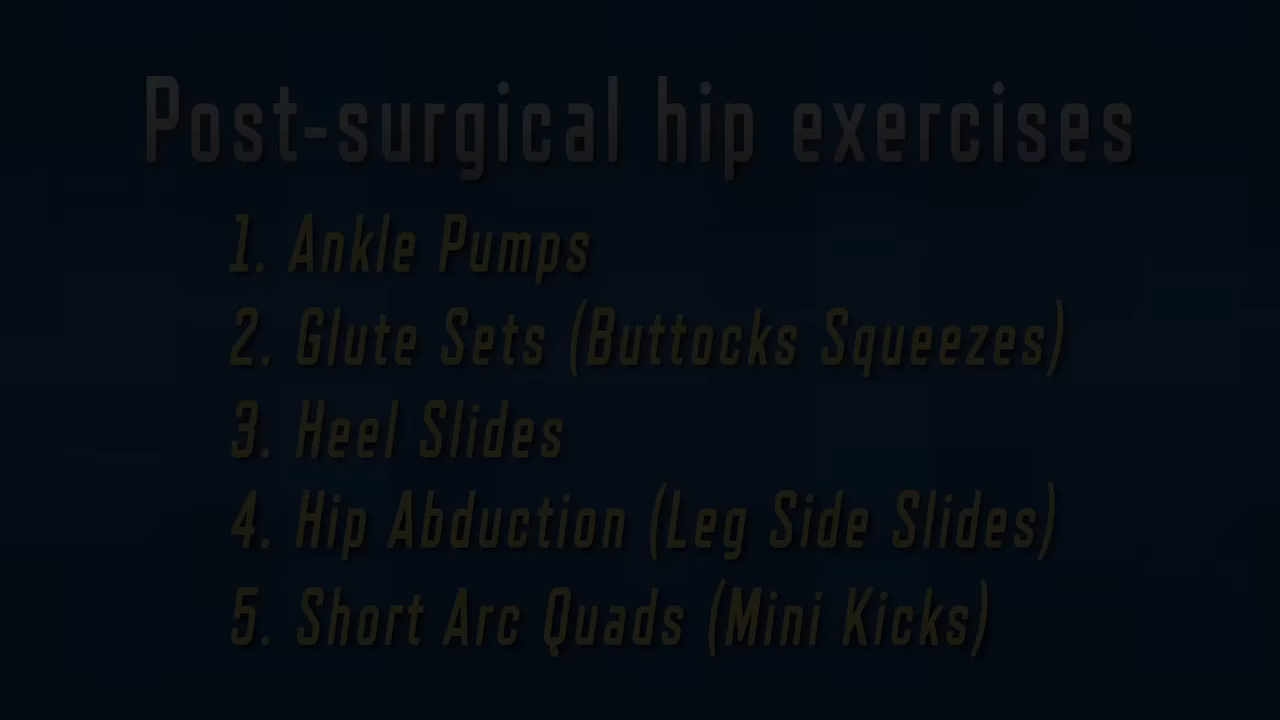 Post-surgical hip exercises
1. Ankle Pumps
2. Glute Sets (Buttocks Squeezes)
3. Heel Slides
4. Hip Abduction (Leg Side Slides)
5. Short Arc Quads (Mini Kicks)